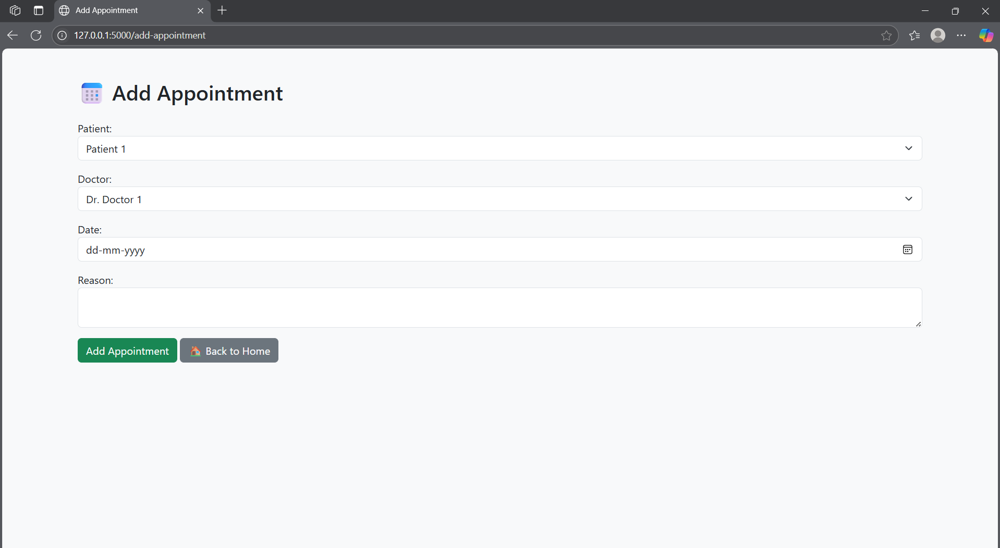 Add Appointment
127.0.0.1:5000/add-appointment
Add Appointment
Patient:
Patient 1
Doctor:
Dr. Doctor 1
Date:
dd-mm-yyyy
Reason:
Add Appointment
Back to Home